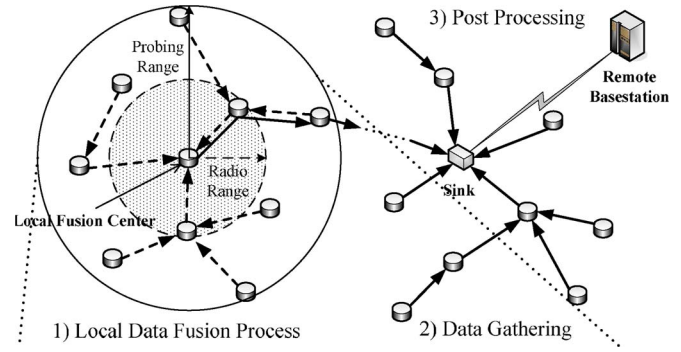 3) Post Processing
Probing
Range
Remote
Basestation
Radio
Range
Sink
Local Fusion Center
1) Local Data Fusion Process
2) Data Gathering